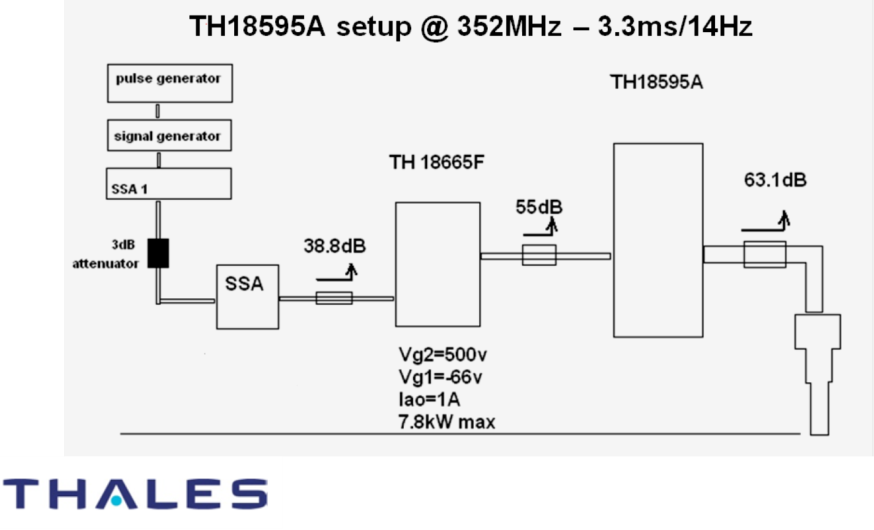 TH18595A setup @ 352MHz – 3.3ms/14Hz
pulse generator
signal generator
SSA 1
3dB
attenuator
SSA
38.8dB
TH 18665F
55dB
TH18595A
63.1dB
Vg2=500v
Vg1=-66v
Iao=1A
7.8kW max
THALES